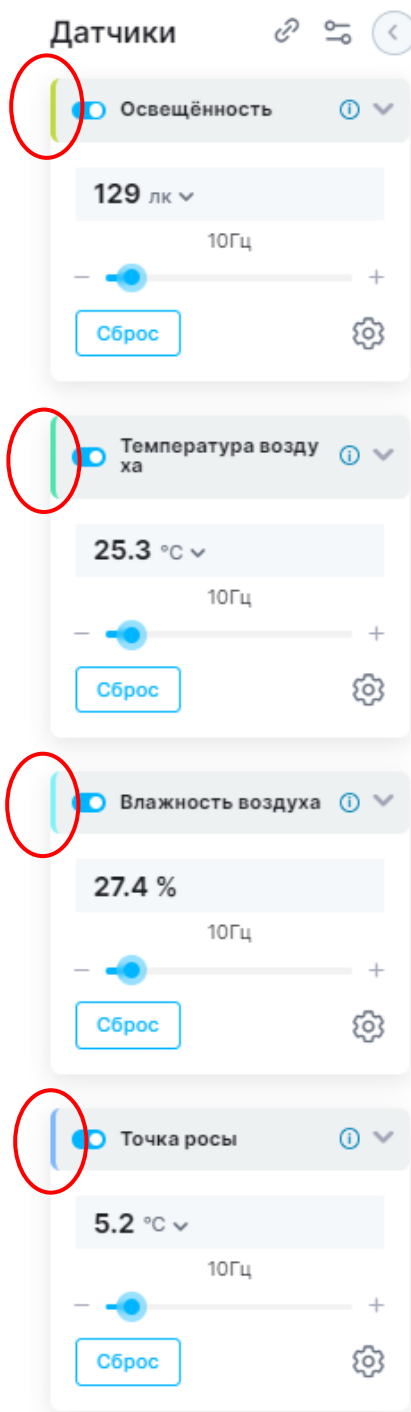 Датчики
Освещённость
129 лк
10Гц
Сброс
Температура возду
ха
25.3 °C
10Гц
Сброс
Влажность воздуха
27.4 %
10Гц
Сброс
Точка росы
5.2 °C
10Гц
Сброс